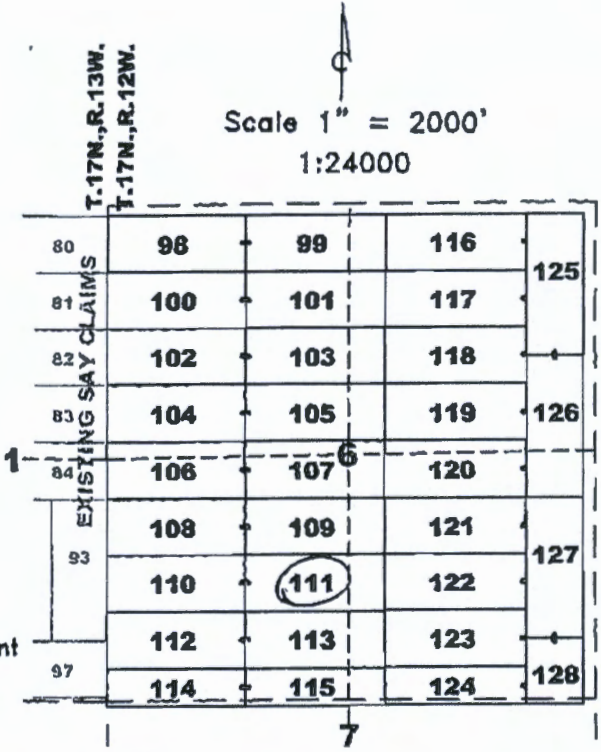 T.17N.,R.13W.
T.17N.,R.12W.
Scale 1" = 2000'
1:24000
80 98 99 116
125
81 100 101 117
82 102 103 118
83 104 105 119 126
EXISTING SAY CLAIMS
1 6
84 106 107 120
108 109 121
93 127
110 111 122
112 113 123
nt
97 128
114 115 124
7